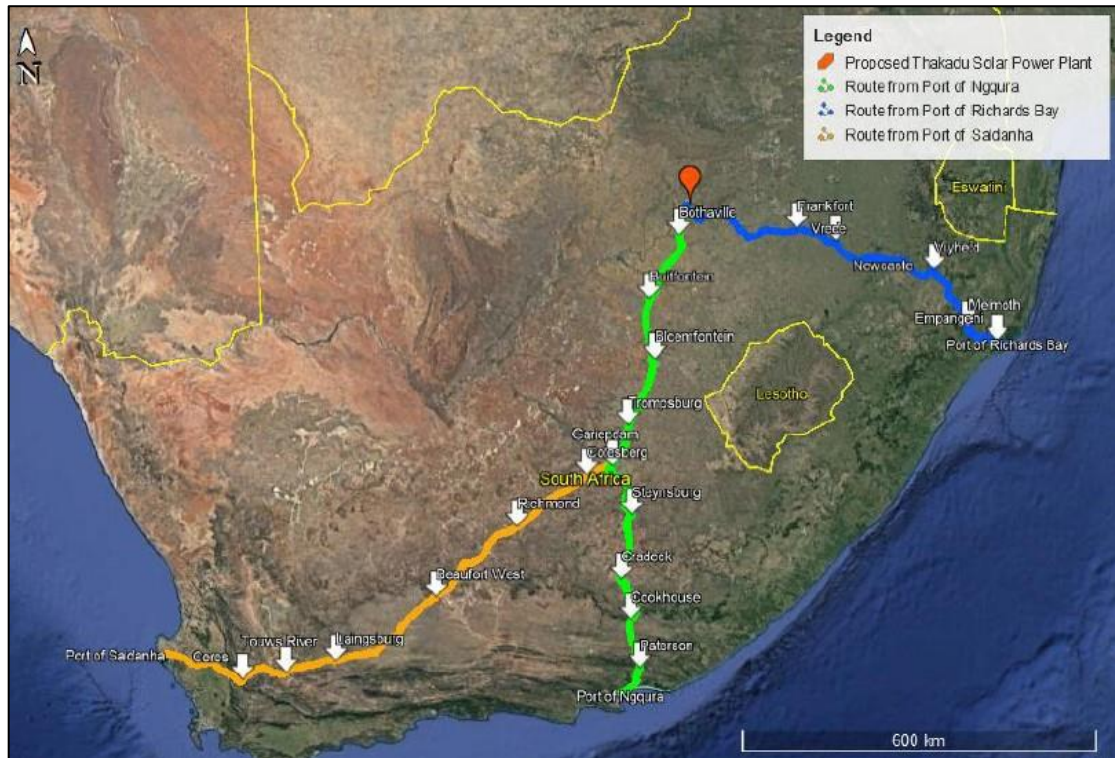 Legend
Proposed Thakadu Solar Power Plant
Route from Port of Ngqura
Route from Port of Richards Bay
Route from Port of Saldanha
N
Eswatini
Bothaville
Frankfort
Vrede
Vryheid
Newcastle
Bultfontein
Melmoth
Empangeni
Bloemfontein
Port of Richards Bay
Lesotho
Trompsburg
Gariepdam
Colesberg
South Africa
Steynsburg
Richmond
Cradock
Beaufort West
Cookhouse
Touws River
Laingsburg
Paterson
Port of Saldanha
Ceres
Port of Ngqura
600 km